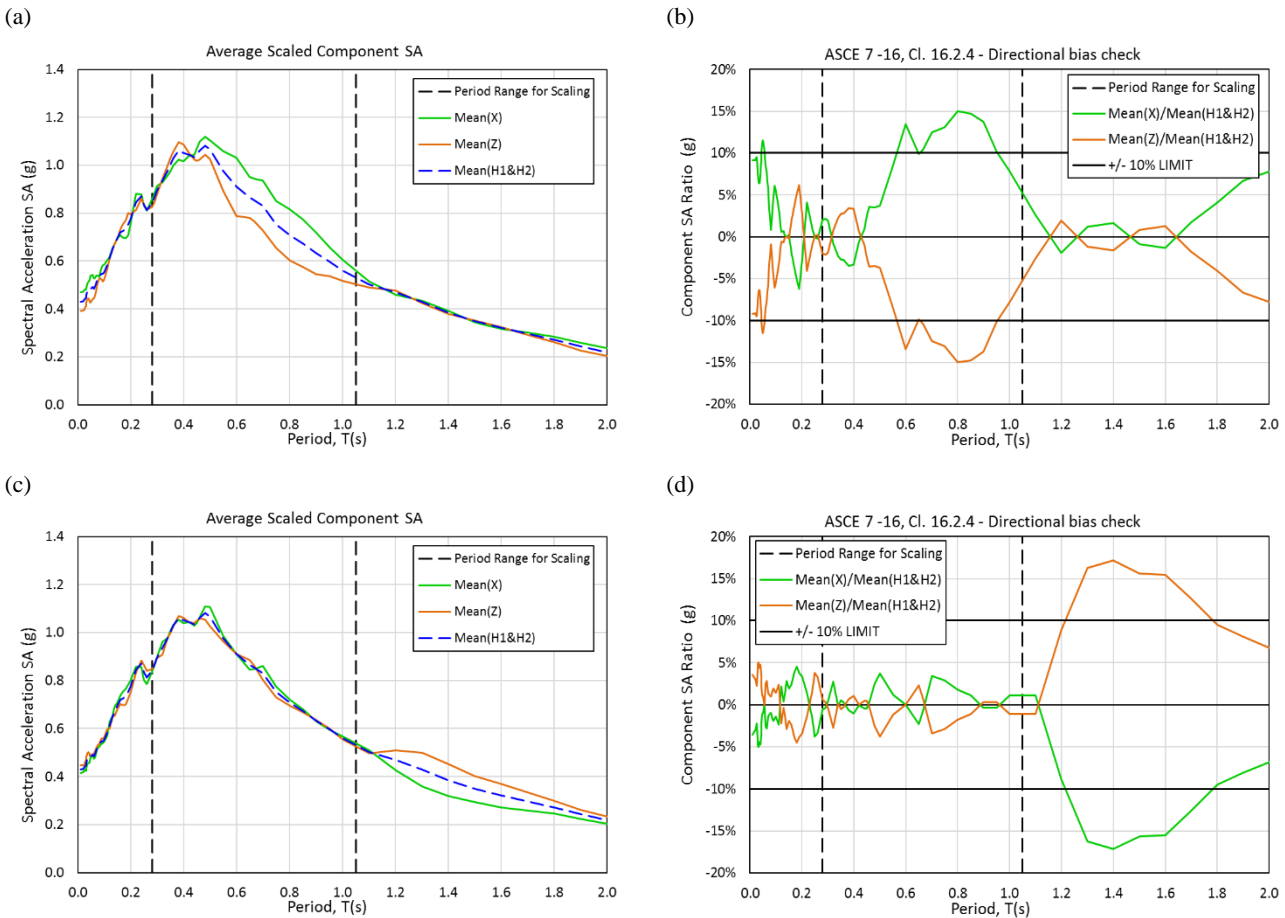 (a)
Average Scaled Component SA
Spectral Acceleration SA (g)
1.4
1.2
1.0
0.8
0.6
0.4
0.2
0.0
0.0 0.2 0.4 0.6 0.8 1.0 1.2 1.4 1.6 1.8 2.0
Period, T(s)
Period Range for Scaling
Mean(X)
Mean(Z)
Mean(H1&H2)
(b)
ASCE 7 -16, Cl. 16.2.4 - Directional bias check
Component SA Ratio (g)
20%
15%
10%
5%
0%
-5%
-10%
-15%
-20%
0.0 0.2 0.4 0.6 0.8 1.0 1.2 1.4 1.6 1.8 2.0
Period, T(s)
Period Range for Scaling
Mean(X)/Mean(H1&H2)
Mean(Z)/Mean(H1&H2)
+/- 10% LIMIT
(c)
Average Scaled Component SA
Spectral Acceleration SA (g)
1.4
1.2
1.0
0.8
0.6
0.4
0.2
0.0
0.0 0.2 0.4 0.6 0.8 1.0 1.2 1.4 1.6 1.8 2.0
Period, T(s)
Period Range for Scaling
Mean(X)
Mean(Z)
Mean(H1&H2)
(d)
ASCE 7 -16, Cl. 16.2.4 - Directional bias check
Component SA Ratio (g)
20%
15%
10%
5%
0%
-5%
-10%
-15%
-20%
0.0 0.2 0.4 0.6 0.8 1.0 1.2 1.4 1.6 1.8 2.0
Period, T(s)
Period Range for Scaling
Mean(X)/Mean(H1&H2)
Mean(Z)/Mean(H1&H2)
+/- 10% LIMIT